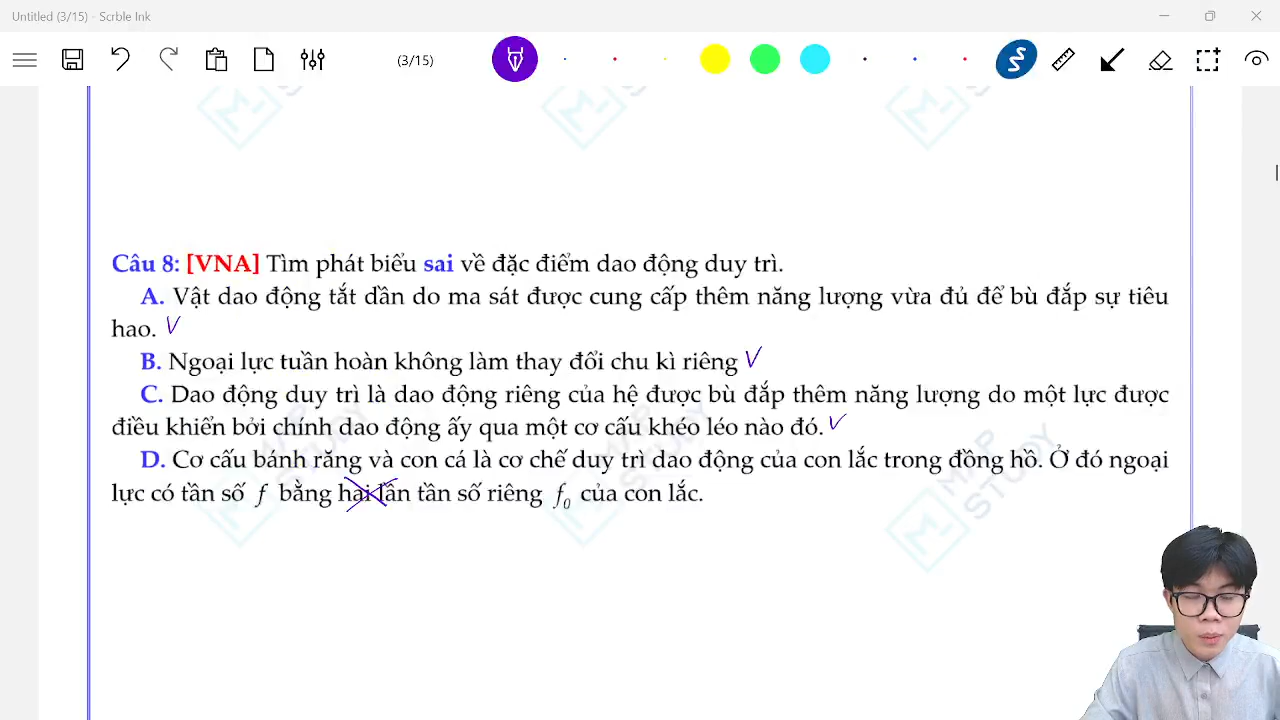 Untitled (3/15) - Scrble Ink
(3/15)
Câu 8: [VNA] Tìm phát biểu sai về đặc điểm dao động duy trì.
A. Vật dao động tắt dần do ma sát được cung cấp thêm năng lượng vừa đủ để bù đắp sự tiêu
hao.
B. Ngoại lực tuần hoàn không làm thay đổi chu kì riêng
C. Dao động duy trì là dao động riêng của hệ được bù đắp thêm năng lượng do một lực được
điều khiển bởi chính dao động ấy qua một cơ cấu khéo léo nào đó.
D. Cơ cấu bánh răng và con cá là cơ chế duy trì dao động của con lắc trong đồng hồ. Ở đó ngoại
lực có tần số f bằng hai lần tần số riêng f₀ của con lắc.
MAP
STUDY
MAP
STUDY
MAP
STUDY